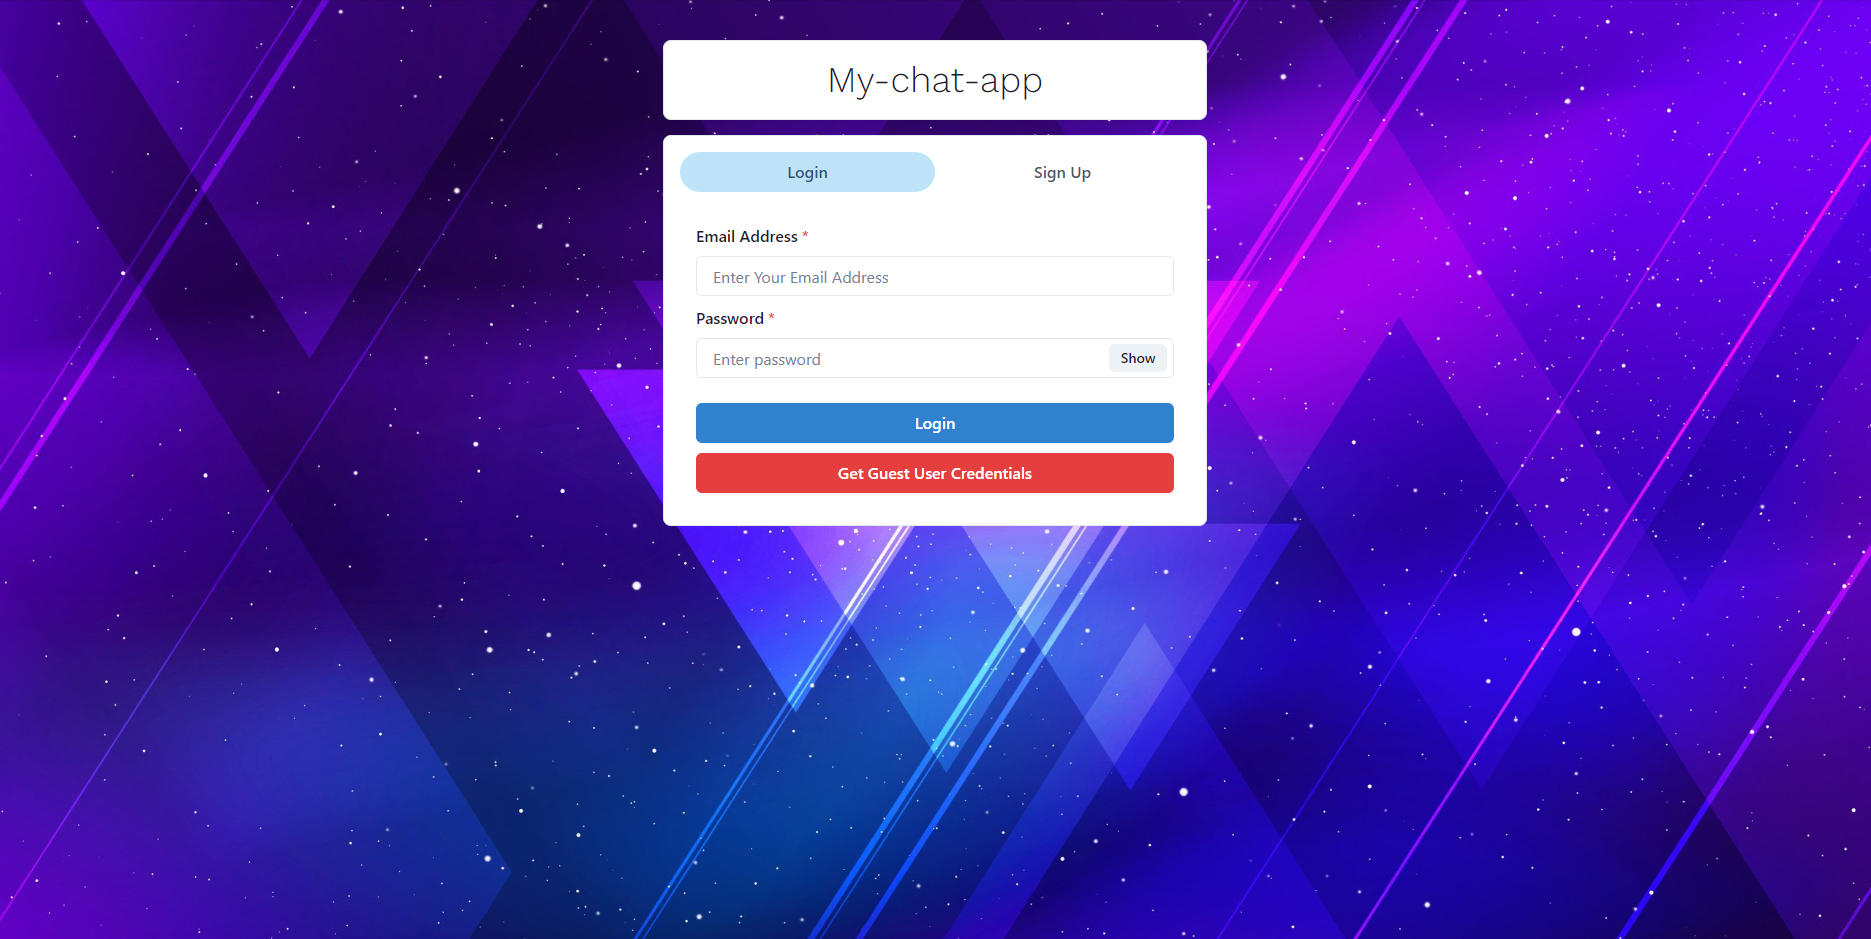 My-chat-app
Login
Sign Up
Email Address *
Enter Your Email Address
Password *
Enter password
Show
Login
Get Guest User Credentials